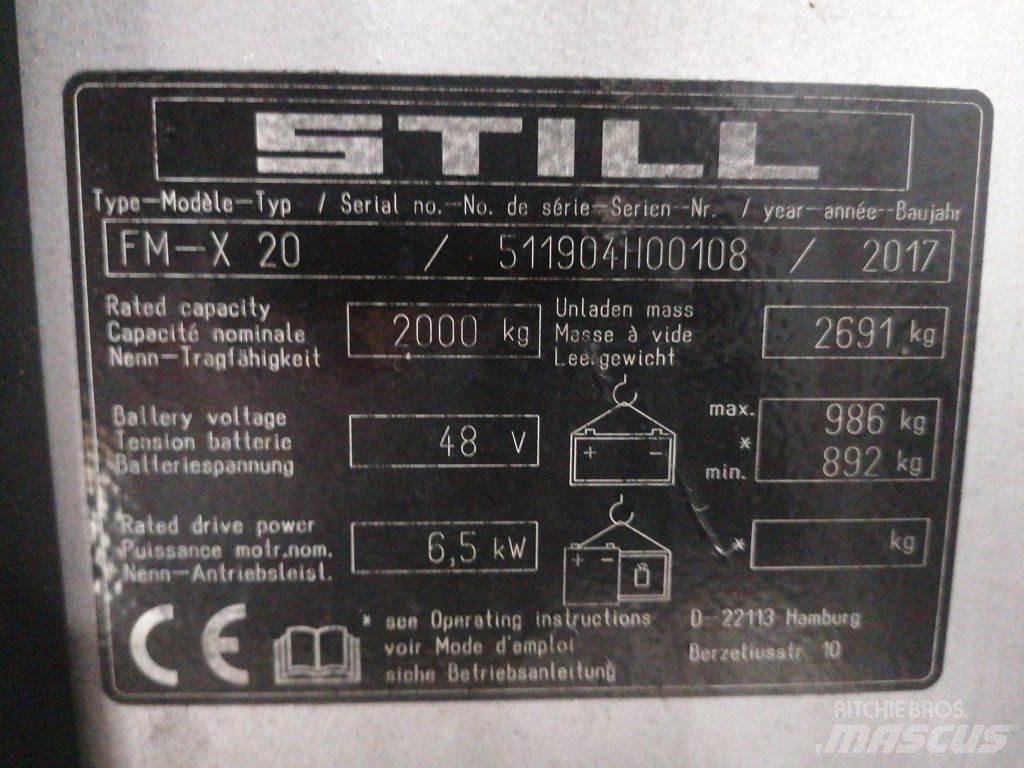 STILL
Type-Modèle-Typ / Serial no.-No. de série-Serien-Nr. / year-année-Baujahr
FM-X 20 / 511904H00108 / 2017
Rated capacity
Capacité nominale
Nenn-Tragfähigkeit
2000 kg
Unladen mass
Masse à vide
Leergewicht
2691 kg
Battery voltage
Tension batterie
Batteriespannung
48 V
+ -
max.
*
min.
986 kg
892 kg
Rated drive power
Puissance motr.nom.
Nenn-Antriebsleist.
6,5 kW
+ -
*
kg
CE
* see Operating instructions
voir Mode d'emploi
siehe Betriebsanleitung
D-22113 Hamburg
Berzeliusstr. 10
RITCHIE BROS.
MASCUS